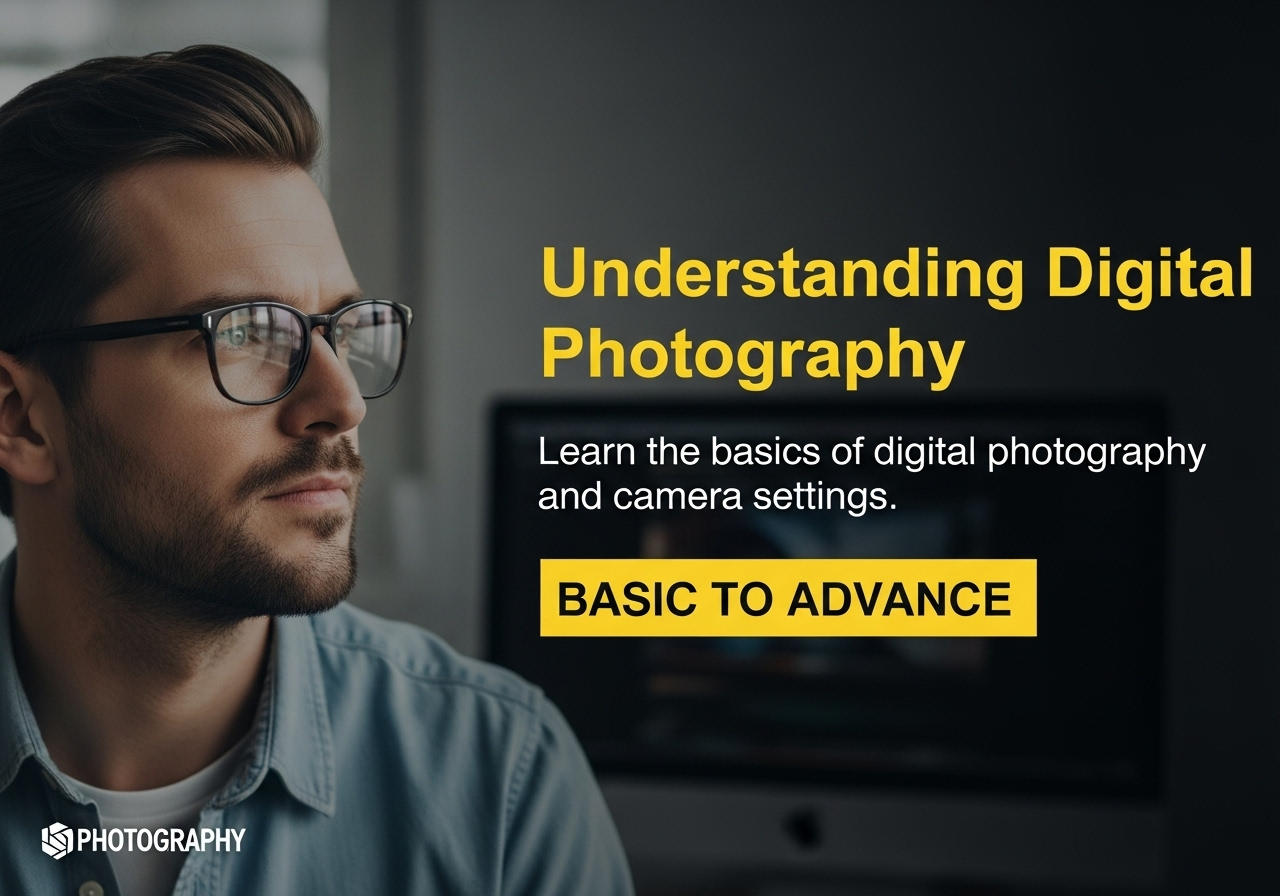 Understanding Digital
Photography
Learn the basics of digital photography
and camera settings.
BASIC TO ADVANCE
PHOTOGRAPHY